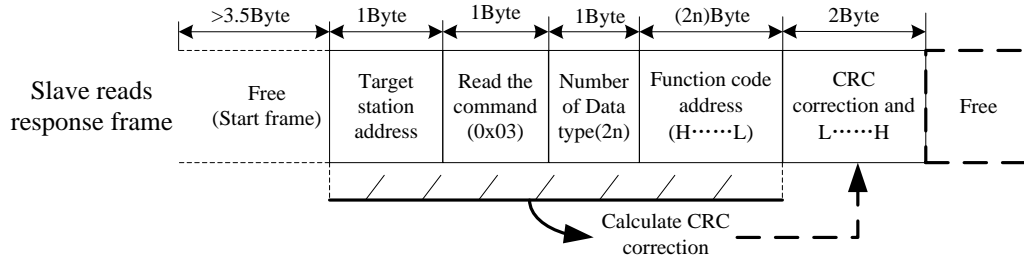 >3.5Byte
1Byte
1Byte
1Byte
(2n)Byte
2Byte
Slave reads
response frame
Free
(Start frame)
Target
station
address
Read the
command
(0x03)
Number
of Data
type(2n)
Function code
address
(H······L)
CRC
correction and
L······H
Free
Calculate CRC
correction